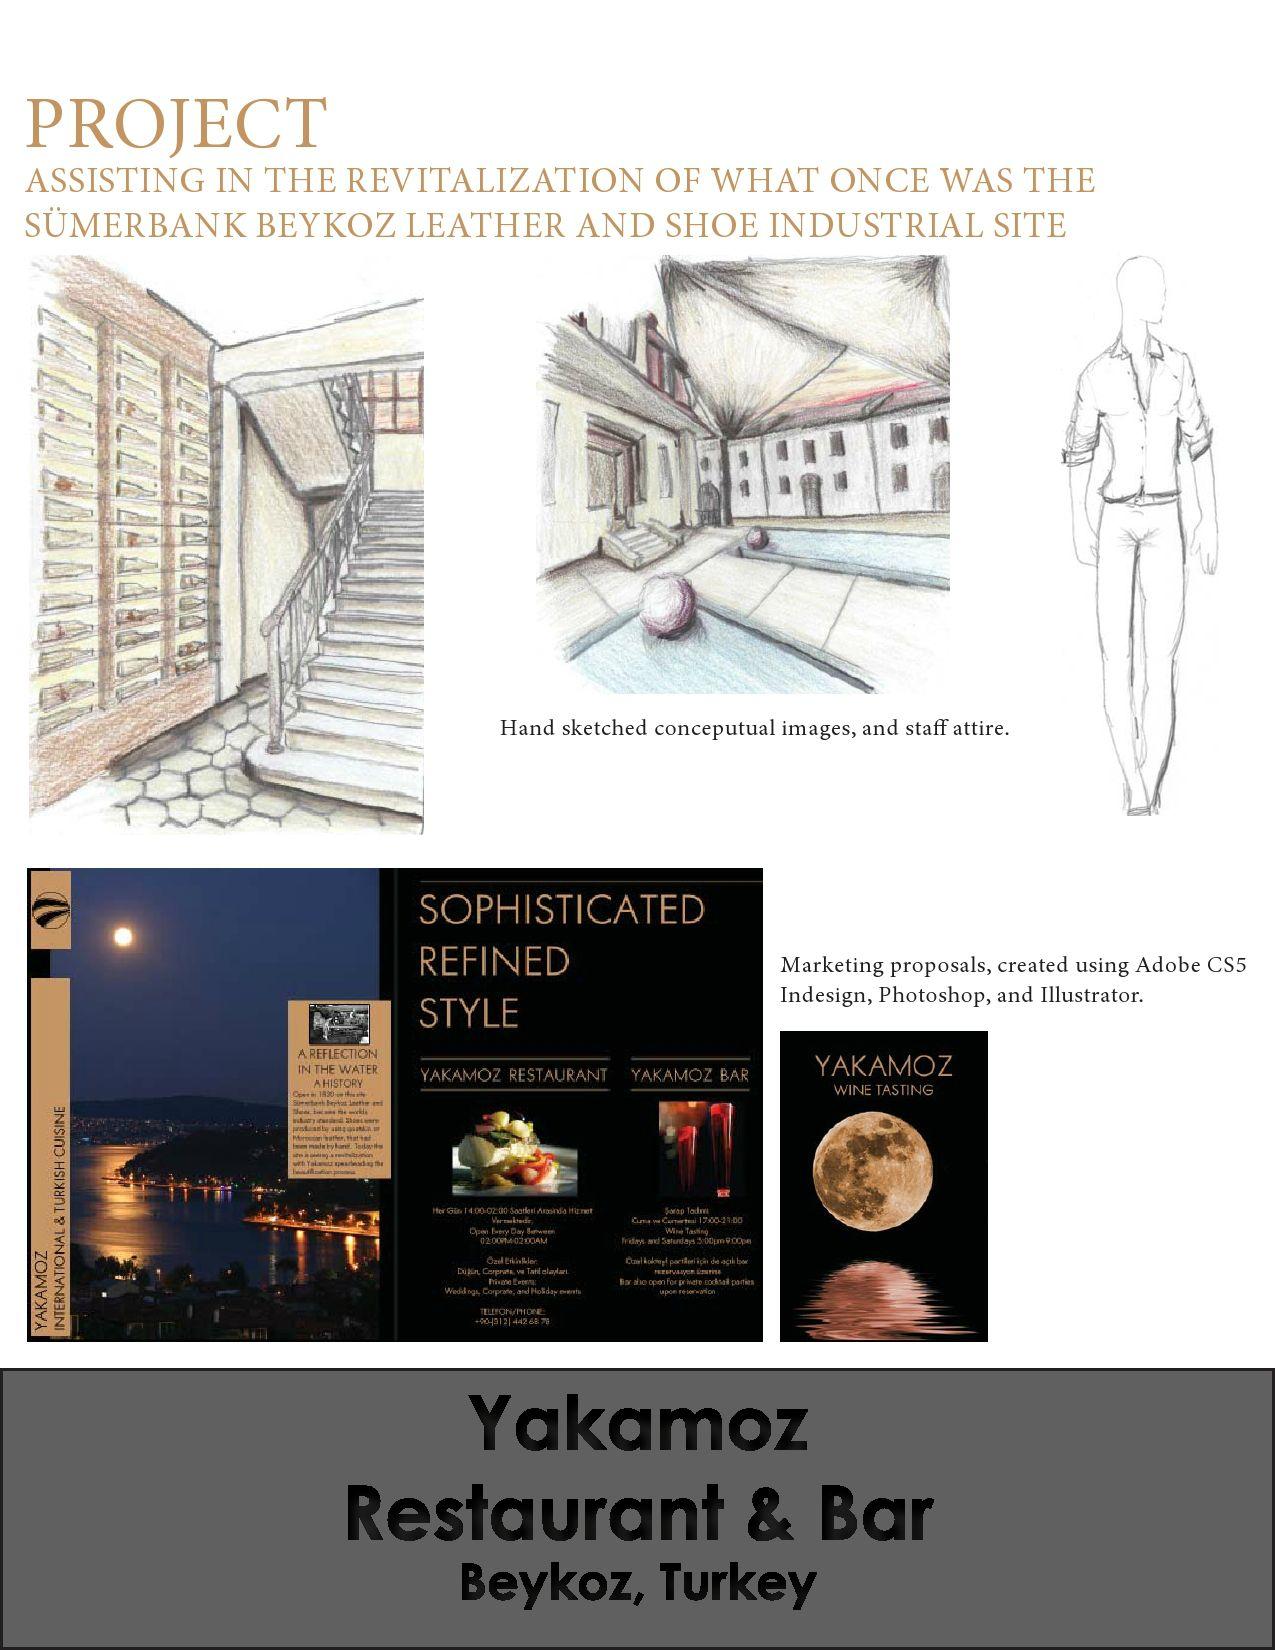 PROJECT
ASSISTING IN THE REVITALIZATION OF WHAT ONCE WAS THE
SÜMERBANK BEYKOZ LEATHER AND SHOE INDUSTRIAL SITE
Hand sketched conceputual images, and staff attire.
YAKAMOZ
INTERNATIONAL & TURKISH CUISINE
A REFLECTION
IN THE WATER
A HISTORY
Open in 1830 on this site
Sümerbank Beykoz Leather and
Shoes, became the worlds
industry standard. Shoes were
produced by using goatskin or
Moroccan leather, that had
been made by hand. Today the
site is seeing a revitalization
with Yakamoz spearheading the
beautification process.
SOPHISTICATED
REFINED
STYLE
YAKAMOZ RESTAURANT
Her Gün 14:00-02:00 Saatleri Arasında Hizmet
Vermektedir.
Open Every Day Between
02:00PM-02:00AM
Özel Etkinlikler:
Düğün, Corprate, ve Tatil olayları.
Private Events:
Weddings, Corprate, and Holiday events
TELEFON/PHONE:
+90-(312) 442 68 78
YAKAMOZ BAR
Şarap Tadımı
Cuma ve Cumartesi 17:00-21:00
Wine Tasting
Fridays and Saturdays 5:00pm-9:00pm
Özel kokteyl partileri için de açık bar
rezervasyon üzerine
Bar also open for private cocktail parties
upon reservation
Marketing proposals, created using Adobe CS5
Indesign, Photoshop, and Illustrator.
YAKAMOZ
WINE TASTING
Yakamoz
Restaurant & Bar
Beykoz, Turkey